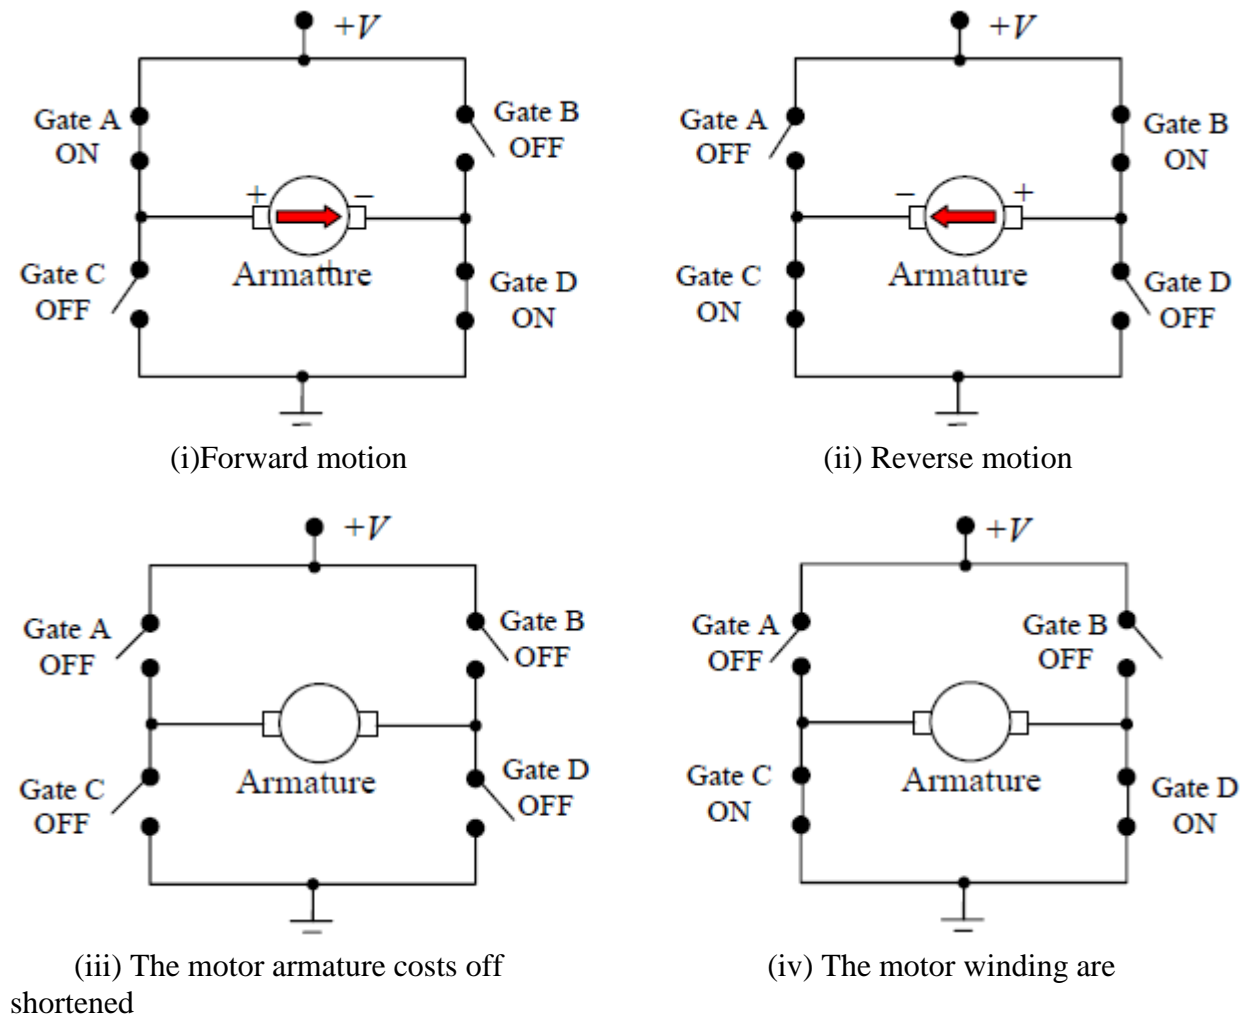 +V
Gate A
ON
Gate B
OFF
+ −
Armature
+
Gate C
OFF
Gate D
ON
(i)Forward motion
+V
Gate A
OFF
Gate B
ON
− +
Armature
Gate C
ON
Gate D
OFF
(ii) Reverse motion
+V
Gate A
OFF
Gate B
OFF
Armature
Gate C
OFF
Gate D
OFF
(iii) The motor armature costs off
+V
Gate A
OFF
Gate B
OFF
Armature
Gate C
ON
Gate D
ON
(iv) The motor winding are
shortened